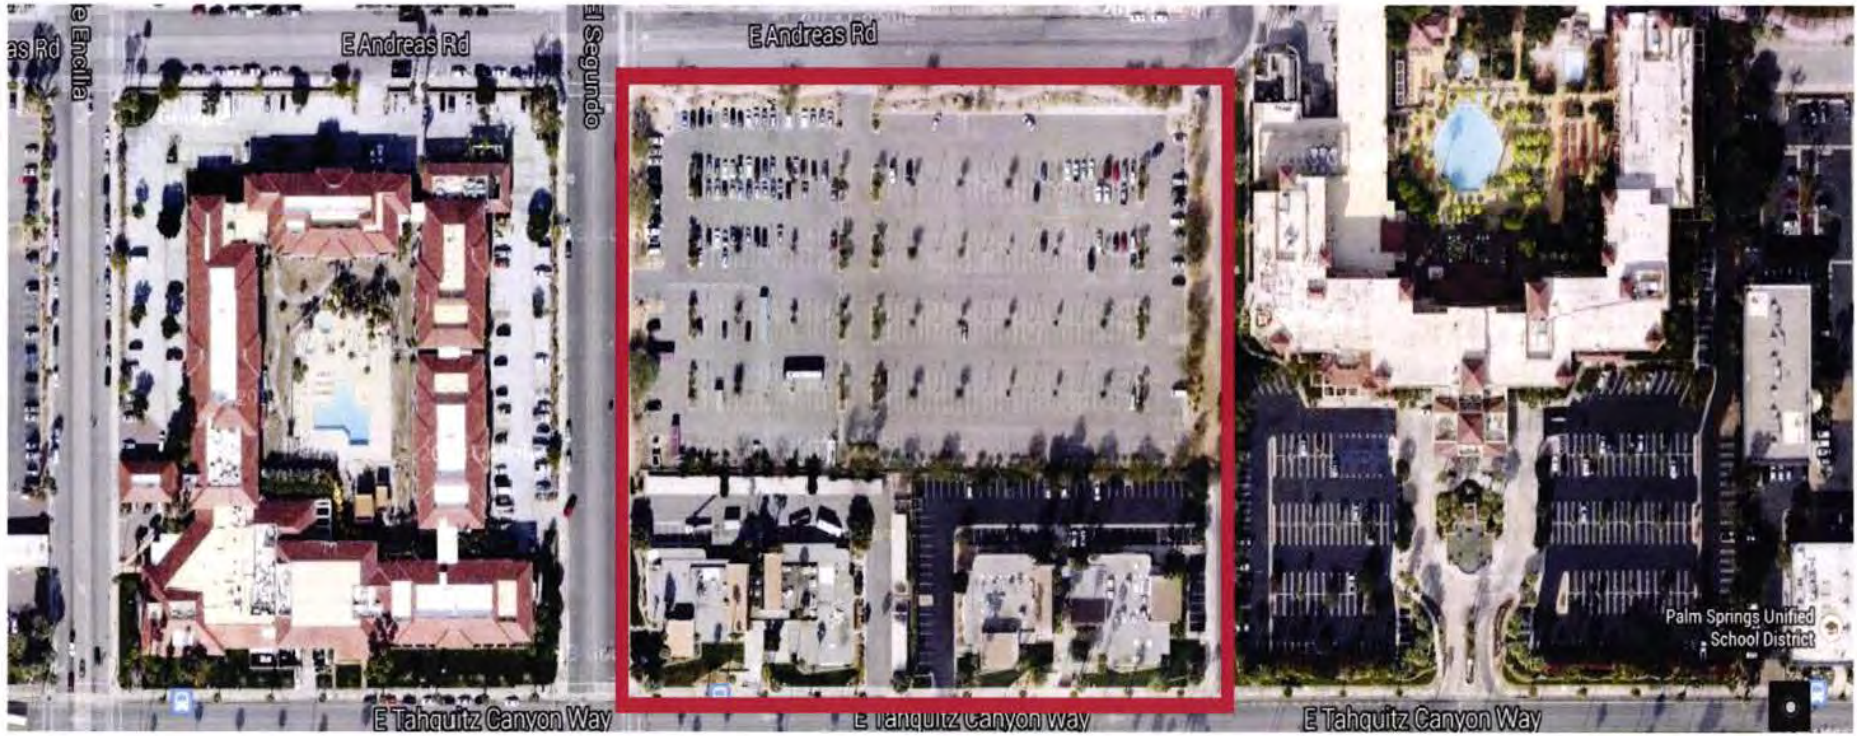 as Rd
e Encilia
E Andreas Rd
El Segundo
E Andreas Rd
Palm Springs Unified
School District
E Tahquitz Canyon Way
E Tahquitz Canyon Way
E Tahquitz Canyon Way